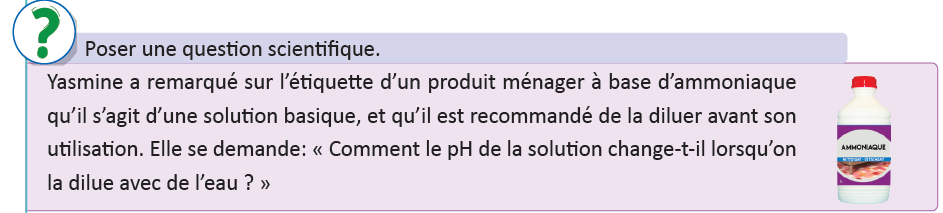 ?
Poser une question scientifique.
Yasmine a remarqué sur l'étiquette d'un produit ménager à base d'ammoniaque
qu'il s'agit d'une solution basique, et qu'il est recommandé de la diluer avant son
utilisation. Elle se demande: « Comment le pH de la solution change-t-il lorsqu'on
la dilue avec de l'eau ? »
AMMONIAQUE
NETTOYANT - DETACHANT